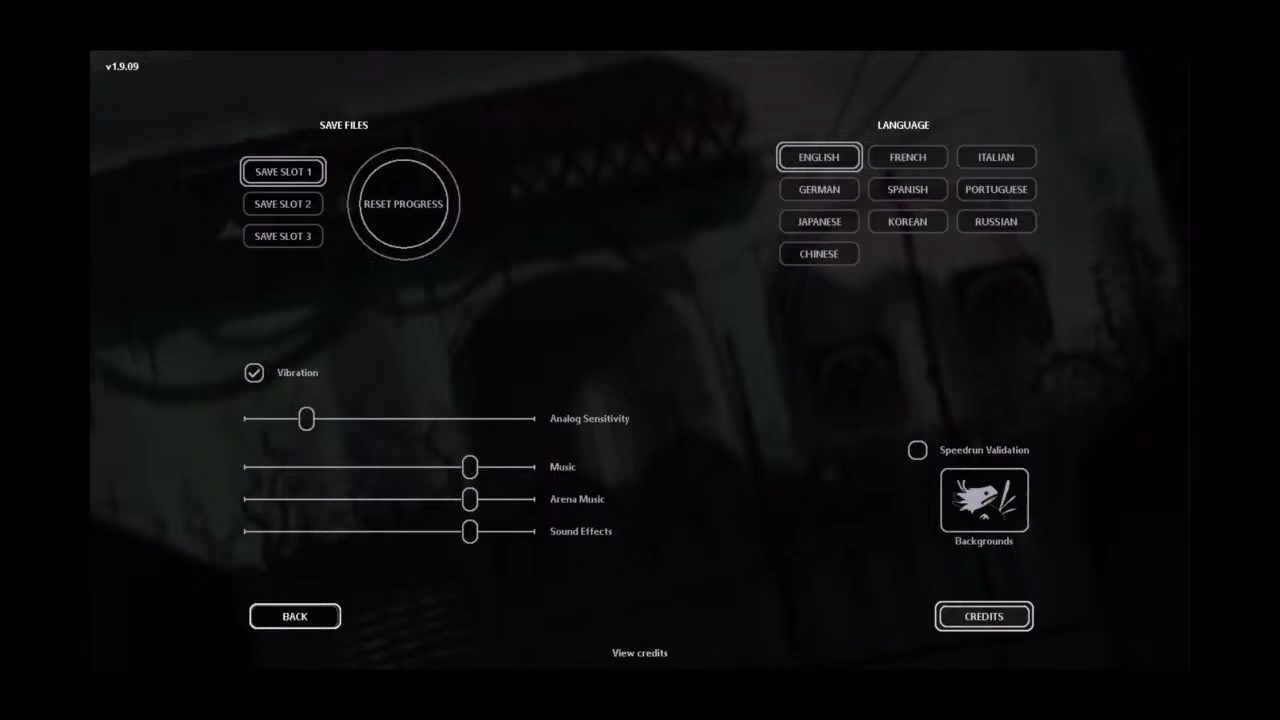 v1.9.09
SAVE FILES
SAVE SLOT 1
SAVE SLOT 2
SAVE SLOT 3
RESET PROGRESS
LANGUAGE
ENGLISH
FRENCH
ITALIAN
GERMAN
SPANISH
PORTUGUESE
JAPANESE
KOREAN
RUSSIAN
CHINESE
Vibration
Analog Sensitivity
Music
Arena Music
Sound Effects
Speedrun Validation
Backgrounds
BACK
CREDITS
View credits